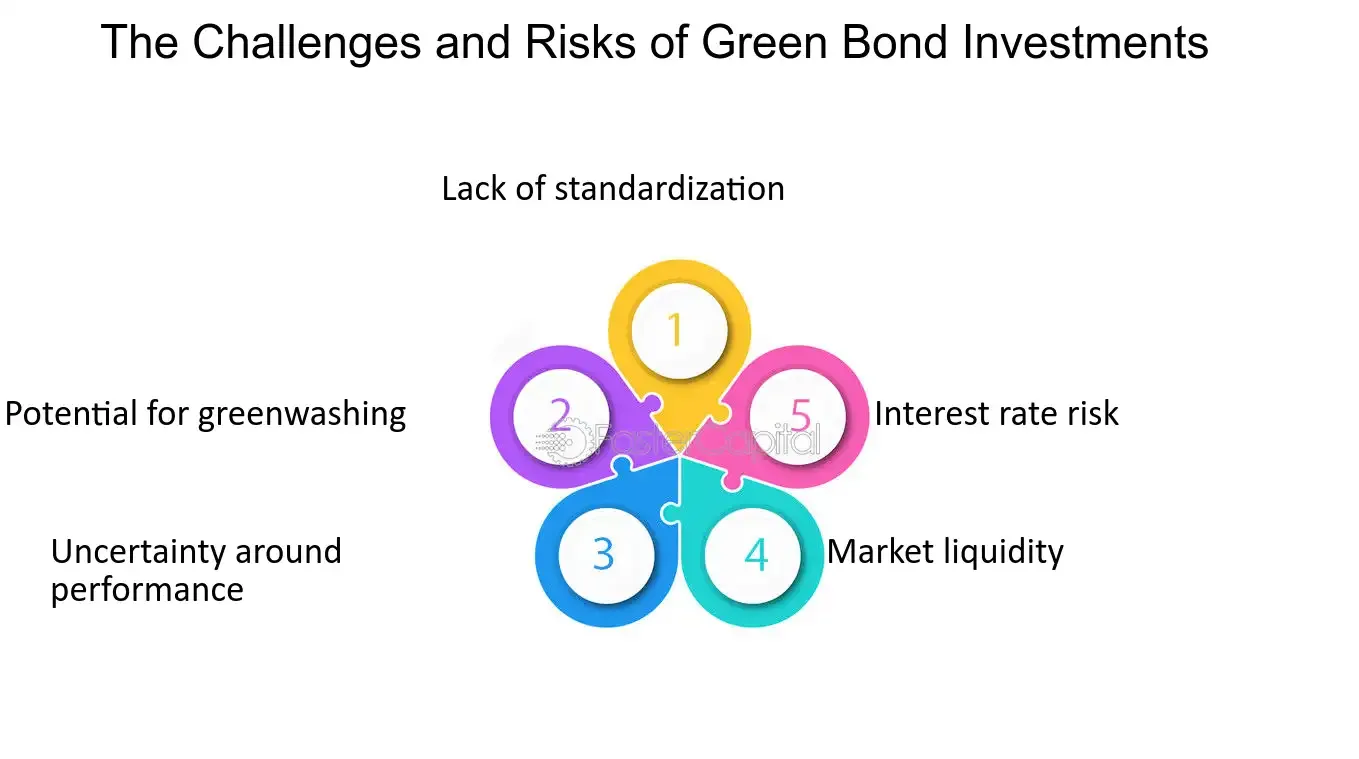 The Challenges and Risks of Green Bond Investments
Lack of standardization
1
2
5
Potential for greenwashing
Interest rate risk
FasterCapital
3
4
Uncertainty around
performance
Market liquidity